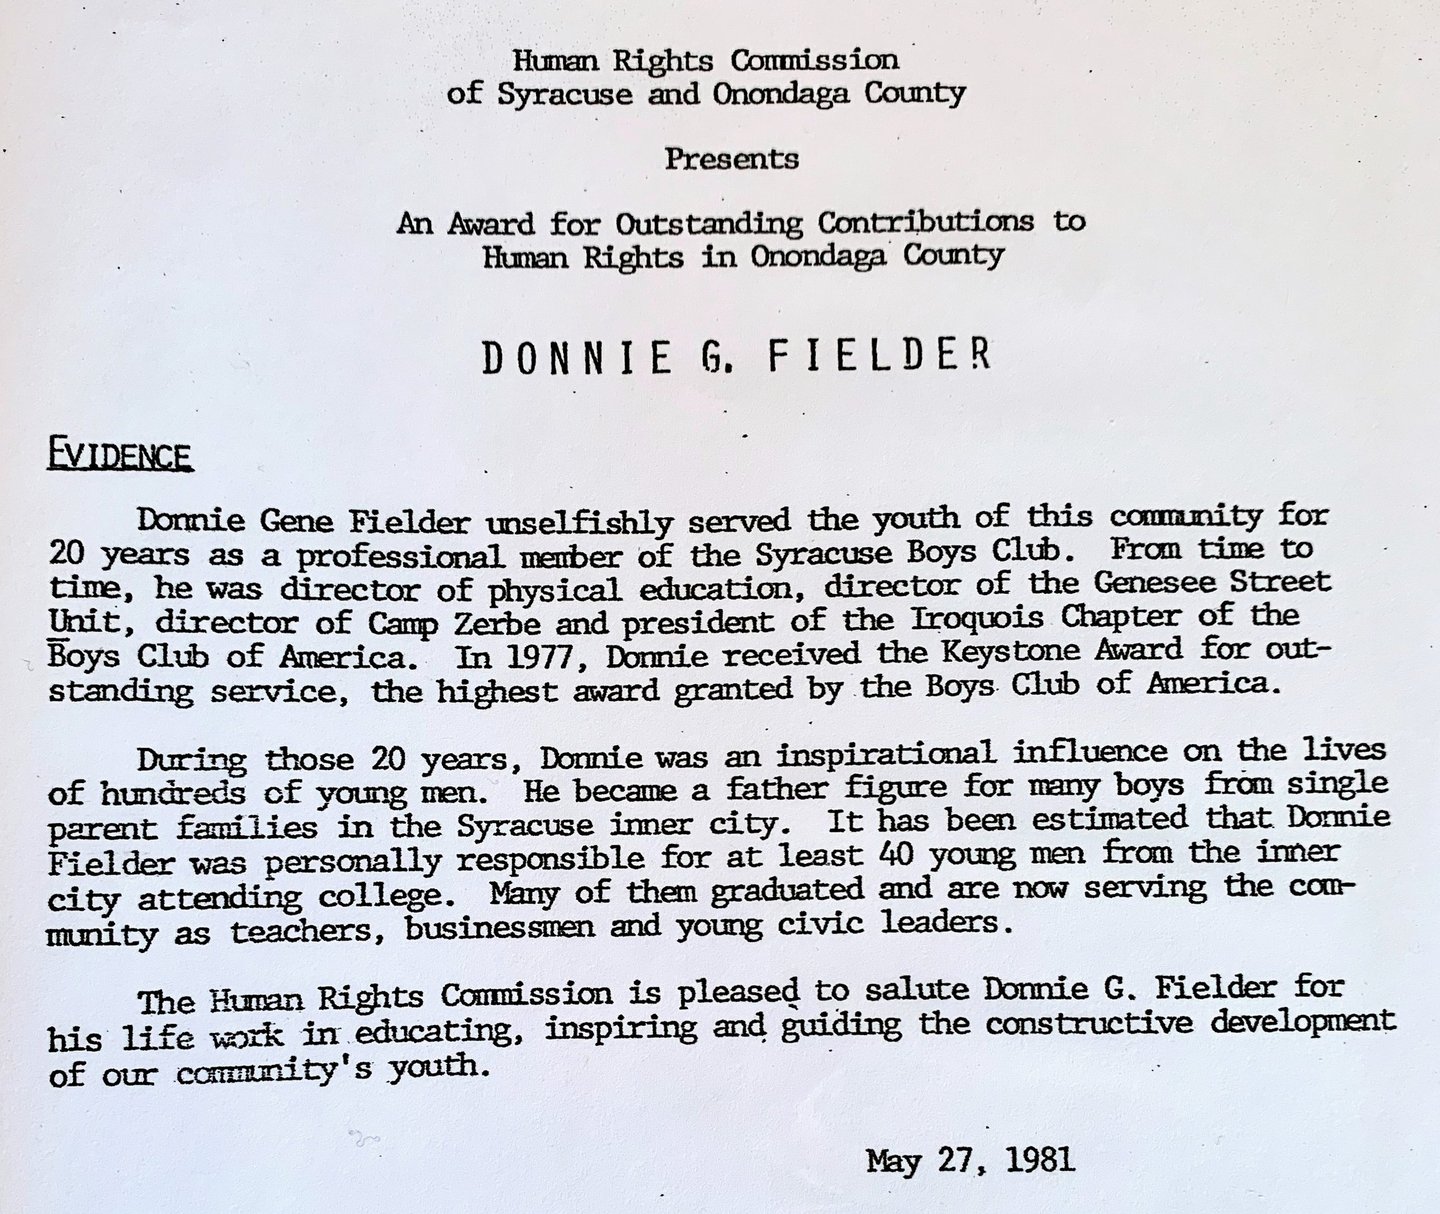 Human Rights Commission
of Syracuse and Onondaga County
Presents
An Award for Outstanding Contributions to
Human Rights in Onondaga County
DONNIE G. FIELDER
EVIDENCE
Donnie Gene Fielder unselfishly served the youth of this community for
20 years as a professional member of the Syracuse Boys Club. From time to
time, he was director of physical education, director of the Genesee Street
Unit, director of Camp Zerbe and president of the Iroquois Chapter of the
Boys Club of America. In 1977, Donnie received the Keystone Award for out-
standing service, the highest award granted by the Boys Club of America.
During those 20 years, Donnie was an inspirational influence on the lives
of hundreds of young men. He became a father figure for many boys from single
parent families in the Syracuse inner city. It has been estimated that Donnie
Fielder was personally responsible for at least 40 young men from the inner
city attending college. Many of them graduated and are now serving the com-
munity as teachers, businessmen and young civic leaders.
The Human Rights Commission is pleased to salute Donnie G. Fielder for
his life work in educating, inspiring and guiding the constructive development
of our community's youth.
May 27, 1981